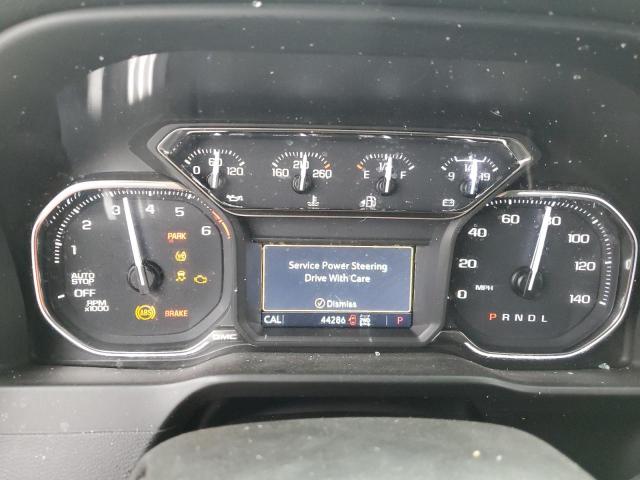 0 60 120
160 210 260
E F
9 14 19
1 2 3 4 5 6
AUTO
STOP
OFF
RPM
x1000
PARK
ABS
BRAKE
GMC
Service Power Steering
Drive With Care
Dismiss
CAL 44286 P
0 20 40 60 80 100 120 140
MPH
P R N D L